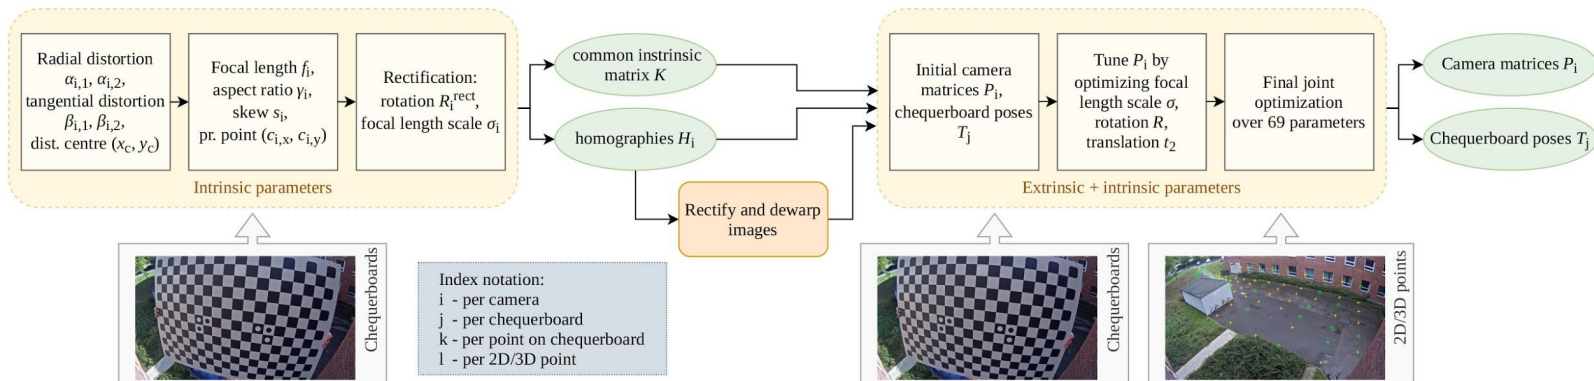 Radial distortion
αi,1, αi,2,
tangential distortion
βi,1, βi,2,
dist. centre (xc, yc)
Focal length fi,
aspect ratio γi,
skew si,
pr. point (ci,x, ci,y)
Rectification:
rotation Ri^rect,
focal length scale σi
Intrinsic parameters
common instrinsic
matrix K
homographies Hi
Rectify and dewarp
images
Initial camera
matrices Pi,
chequerboard poses
Tj
Tune Pi by
optimizing focal
length scale σ,
rotation R,
translation t2
Final joint
optimization
over 69 parameters
Extrinsic + intrinsic parameters
Camera matrices Pi
Chequerboard poses Tj
Chequerboards
Index notation:
i - per camera
j - per chequerboard
k - per point on chequerboard
l - per 2D/3D point
Chequerboards
2D/3D points